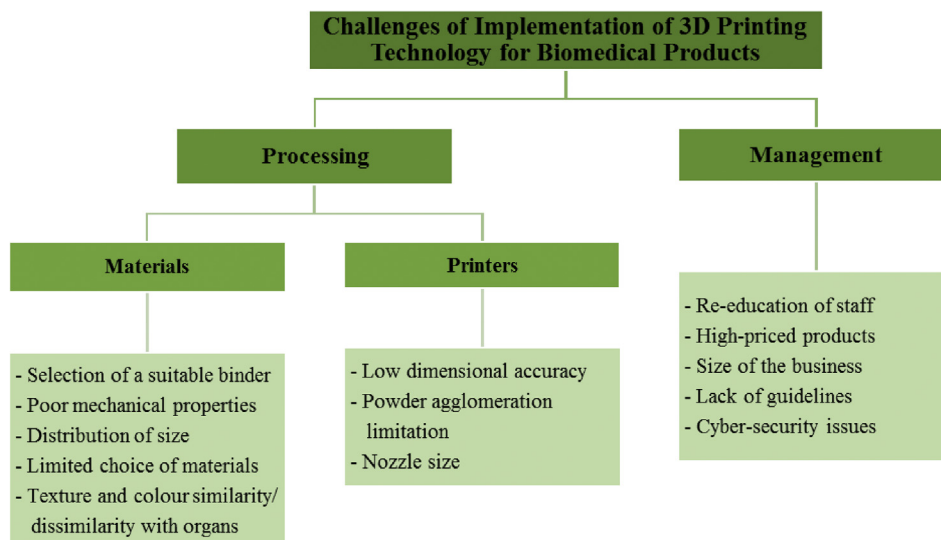 Challenges of Implementation of 3D Printing
Technology for Biomedical Products
Processing
Management
Materials
Printers
- Selection of a suitable binder
- Poor mechanical properties
- Distribution of size
- Limited choice of materials
- Texture and colour similarity/
dissimilarity with organs
- Low dimensional accuracy
- Powder agglomeration
limitation
- Nozzle size
- Re-education of staff
- High-priced products
- Size of the business
- Lack of guidelines
- Cyber-security issues